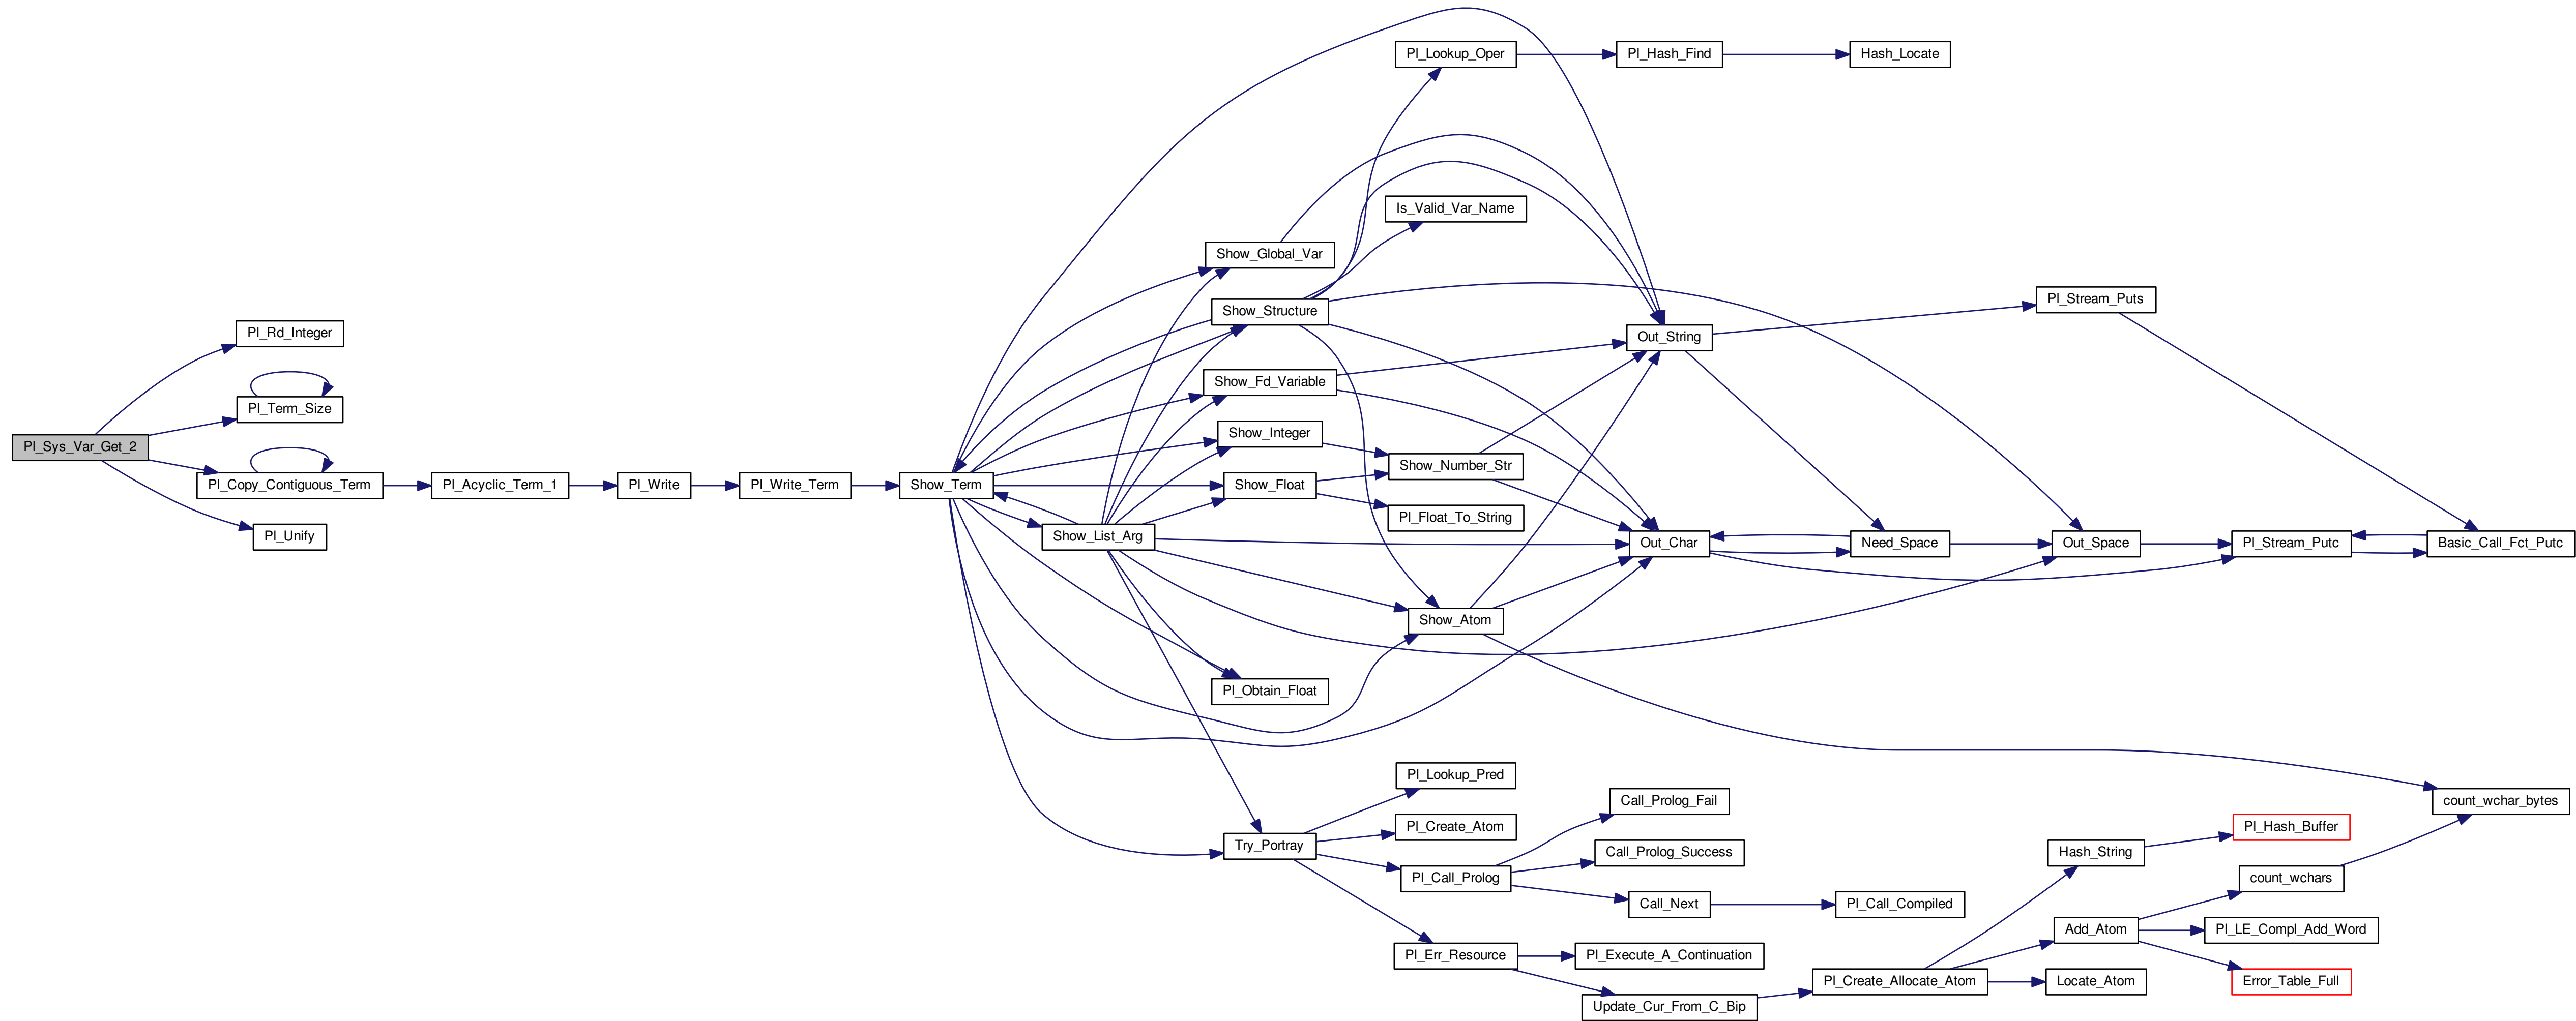 Pl_Sys_Var_Get_2
Pl_Rd_Integer
Pl_Term_Size
Pl_Copy_Contiguous_Term
Pl_Unify
Pl_Acyclic_Term_1
Pl_Write
Pl_Write_Term
Show_Term
Show_List_Arg
Show_Global_Var
Show_Structure
Show_Fd_Variable
Show_Integer
Show_Float
Pl_Obtain_Float
Try_Portray
Pl_Lookup_Oper
Is_Valid_Var_Name
Show_Number_Str
Pl_Float_To_String
Show_Atom
Pl_Lookup_Pred
Pl_Create_Atom
Pl_Call_Prolog
Pl_Err_Resource
Pl_Hash_Find
Out_String
Out_Char
Call_Prolog_Fail
Call_Prolog_Success
Call_Next
Pl_Execute_A_Continuation
Update_Cur_From_C_Bip
Hash_Locate
Need_Space
Pl_Call_Compiled
Pl_Create_Allocate_Atom
Pl_Stream_Puts
Out_Space
Hash_String
Add_Atom
Locate_Atom
Pl_Stream_Putc
Pl_Hash_Buffer
count_wchars
Pl_LE_Compl_Add_Word
Error_Table_Full
Basic_Call_Fct_Putc
count_wchar_bytes